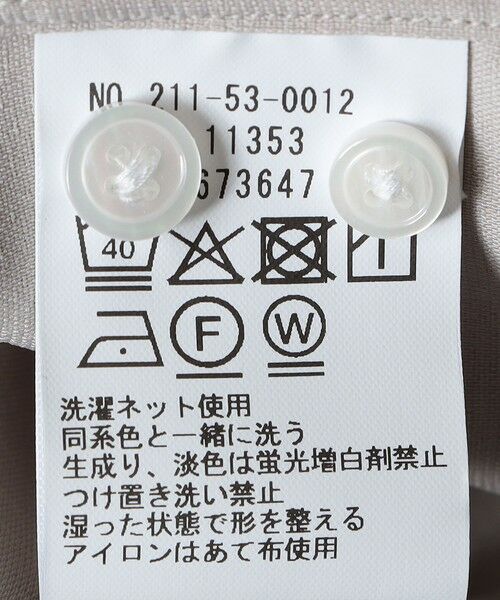 NO 211-53-0012
11353
673647
40
F W
洗濯ネット使用
同系色と一緒に洗う
生成り、淡色は蛍光増白剤禁止
つけ置き洗い禁止
湿った状態で形を整える
アイロンはあて布使用